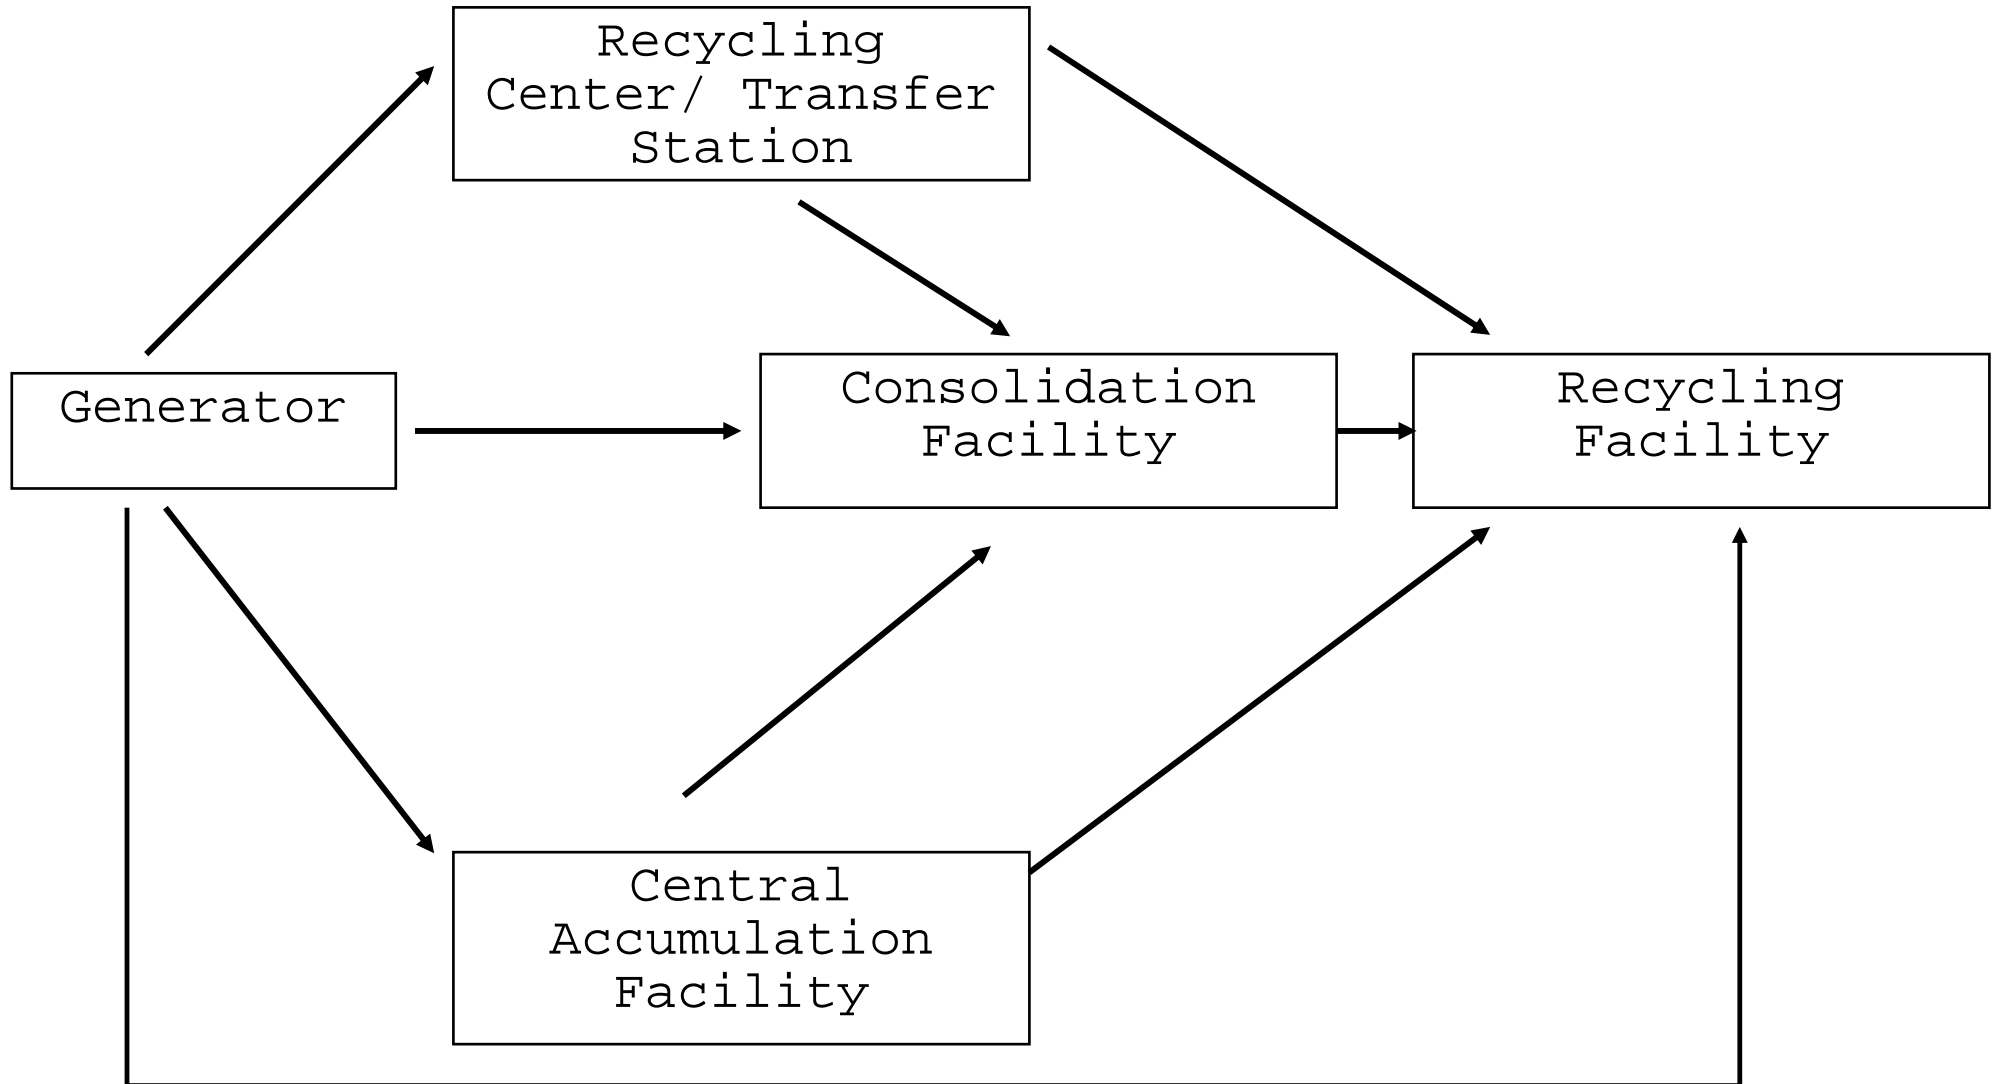 Recycling
Center/ Transfer
Station
Generator
Consolidation
Facility
Recycling
Facility
Central
Accumulation
Facility